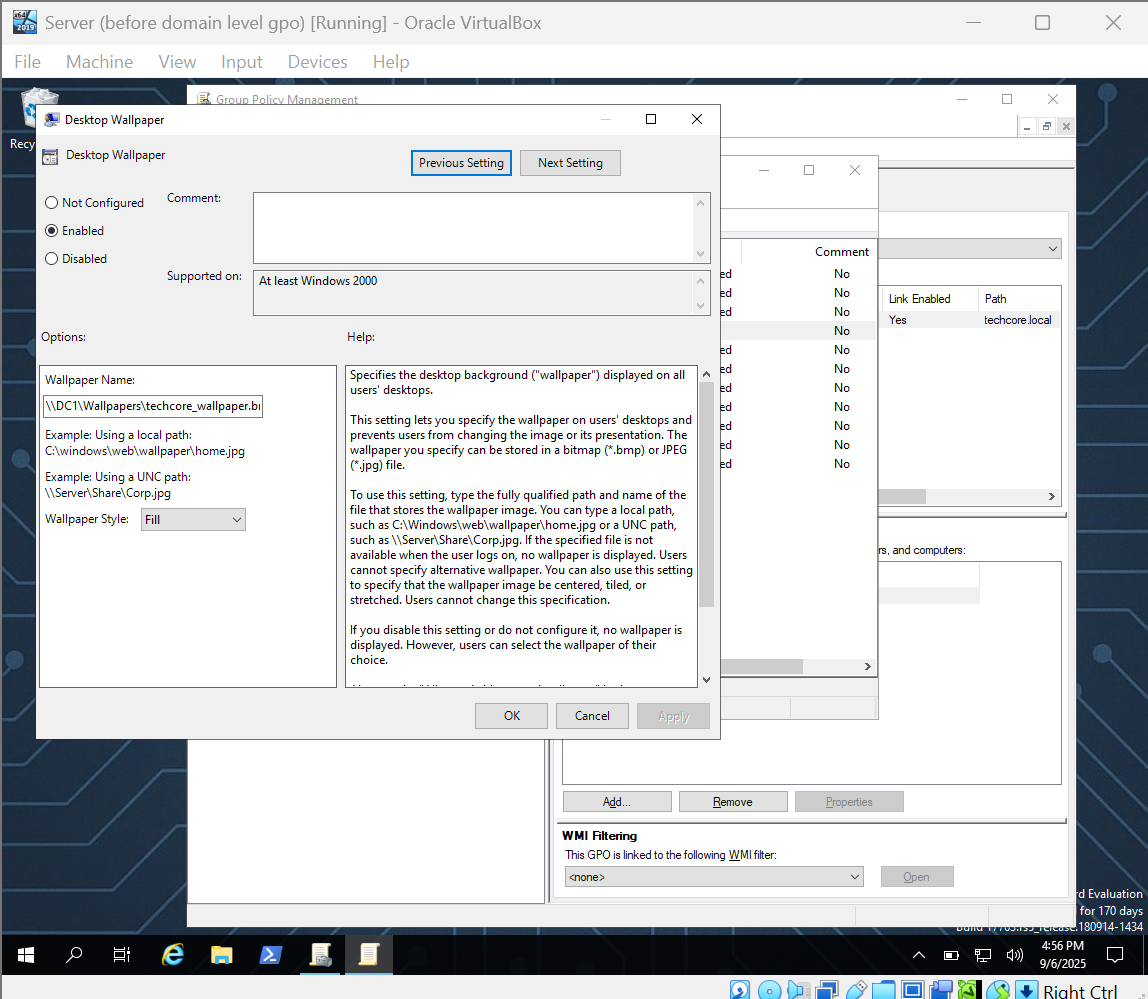 Server (before domain level gpo) [Running] - Oracle VirtualBox
File Machine View Input Devices Help
Group Policy Management
Desktop Wallpaper
Desktop Wallpaper
Previous Setting
Next Setting
Not Configured
Enabled
Disabled
Comment:
Supported on:
At least Windows 2000
Options:
Help:
Wallpaper Name:
\\DC1\Wallpapers\techcore_wallpaper.b
Example: Using a local path:
C:\windows\web\wallpaper\home.jpg
Example: Using a UNC path:
\\Server\Share\Corp.jpg
Wallpaper Style:
Fill
Specifies the desktop background ("wallpaper") displayed on all
users' desktops.
This setting lets you specify the wallpaper on users' desktops and
prevents users from changing the image or its presentation. The
wallpaper you specify can be stored in a bitmap (*.bmp) or JPEG
(*.jpg) file.
To use this setting, type the fully qualified path and name of the
file that stores the wallpaper image. You can type a local path,
such as C:\Windows\web\wallpaper\home.jpg or a UNC path,
such as \\Server\Share\Corp.jpg. If the specified file is not
available when the user logs on, no wallpaper is displayed. Users
cannot specify alternative wallpaper. You can also use this setting
to specify that the wallpaper image be centered, tiled, or
stretched. Users cannot change this specification.
If you disable this setting or do not configure it, no wallpaper is
displayed. However, users can select the wallpaper of their
choice.
OK
Cancel
Apply
Recy
Comment
ed No
ed No
ed No
No
ed No
ed No
ed No
ed No
ed No
ed No
ed No
Link Enabled Path
Yes techcore.local
rs, and computers:
Add...
Remove
Properties
WMI Filtering
This GPO is linked to the following WMI filter:
<none>
Open
rd Evaluation
for 170 days
Build 17763.rs5_release.180914-1434
4:56 PM
9/6/2025
Right Ctrl